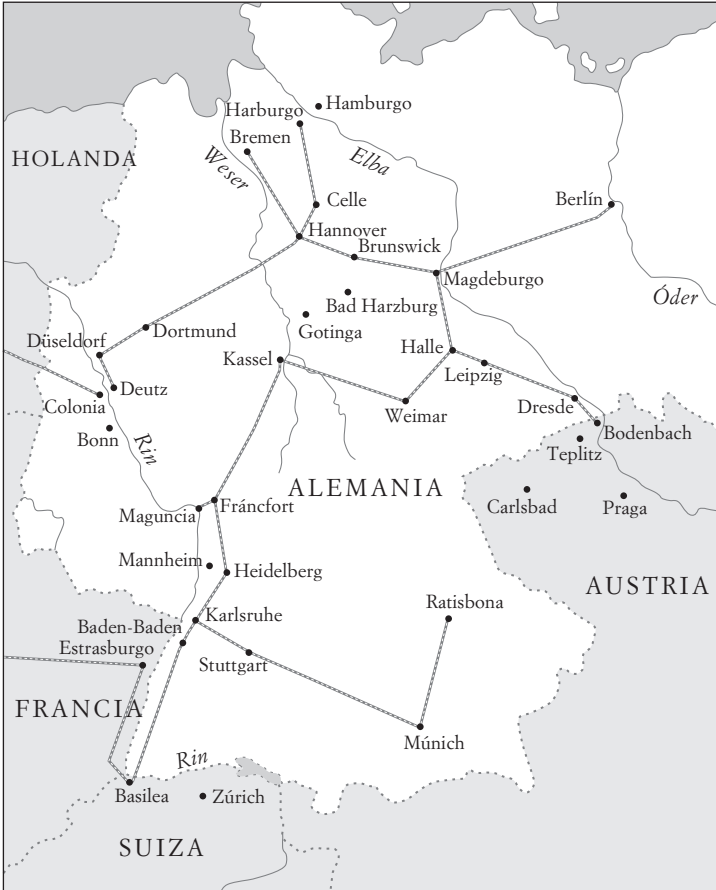 Hamburgo
Harburgo
Bremen
HOLANDA
Weser
Elba
Celle
Berlín
Hannover
Brunswick
Magdeburgo
Bad Harzburg
Óder
Gotinga
Dortmund
Düseldorf
Kassel
Halle
Leipzig
Deutz
Colonia
Weimar
Dresde
Bonn
Rin
Bodenbach
Teplitz
ALEMANIA
Carlsbad
Praga
Maguncia
Fráncfort
Mannheim
Heidelberg
AUSTRIA
Ratisbona
Karlsruhe
Baden-Baden
Estrasburgo
Stuttgart
FRANCIA
Múnich
Rin
Basilea
Zúrich
SUIZA